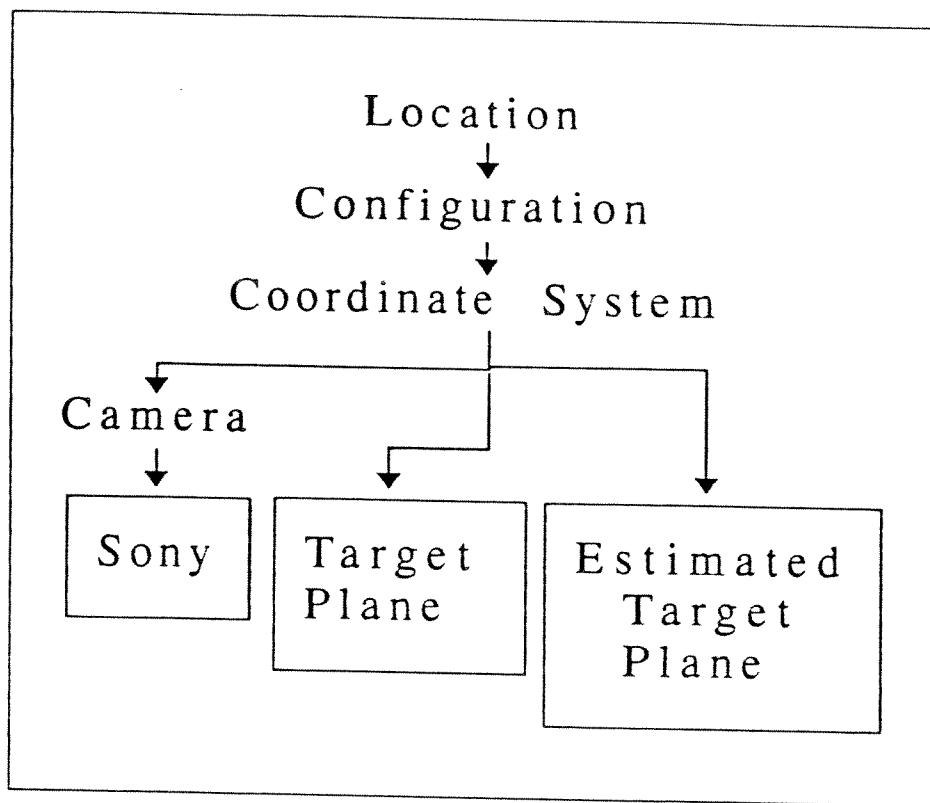 Location
Configuration
Coordinate System
Camera
Sony
Target
Plane
Estimated
Target
Plane